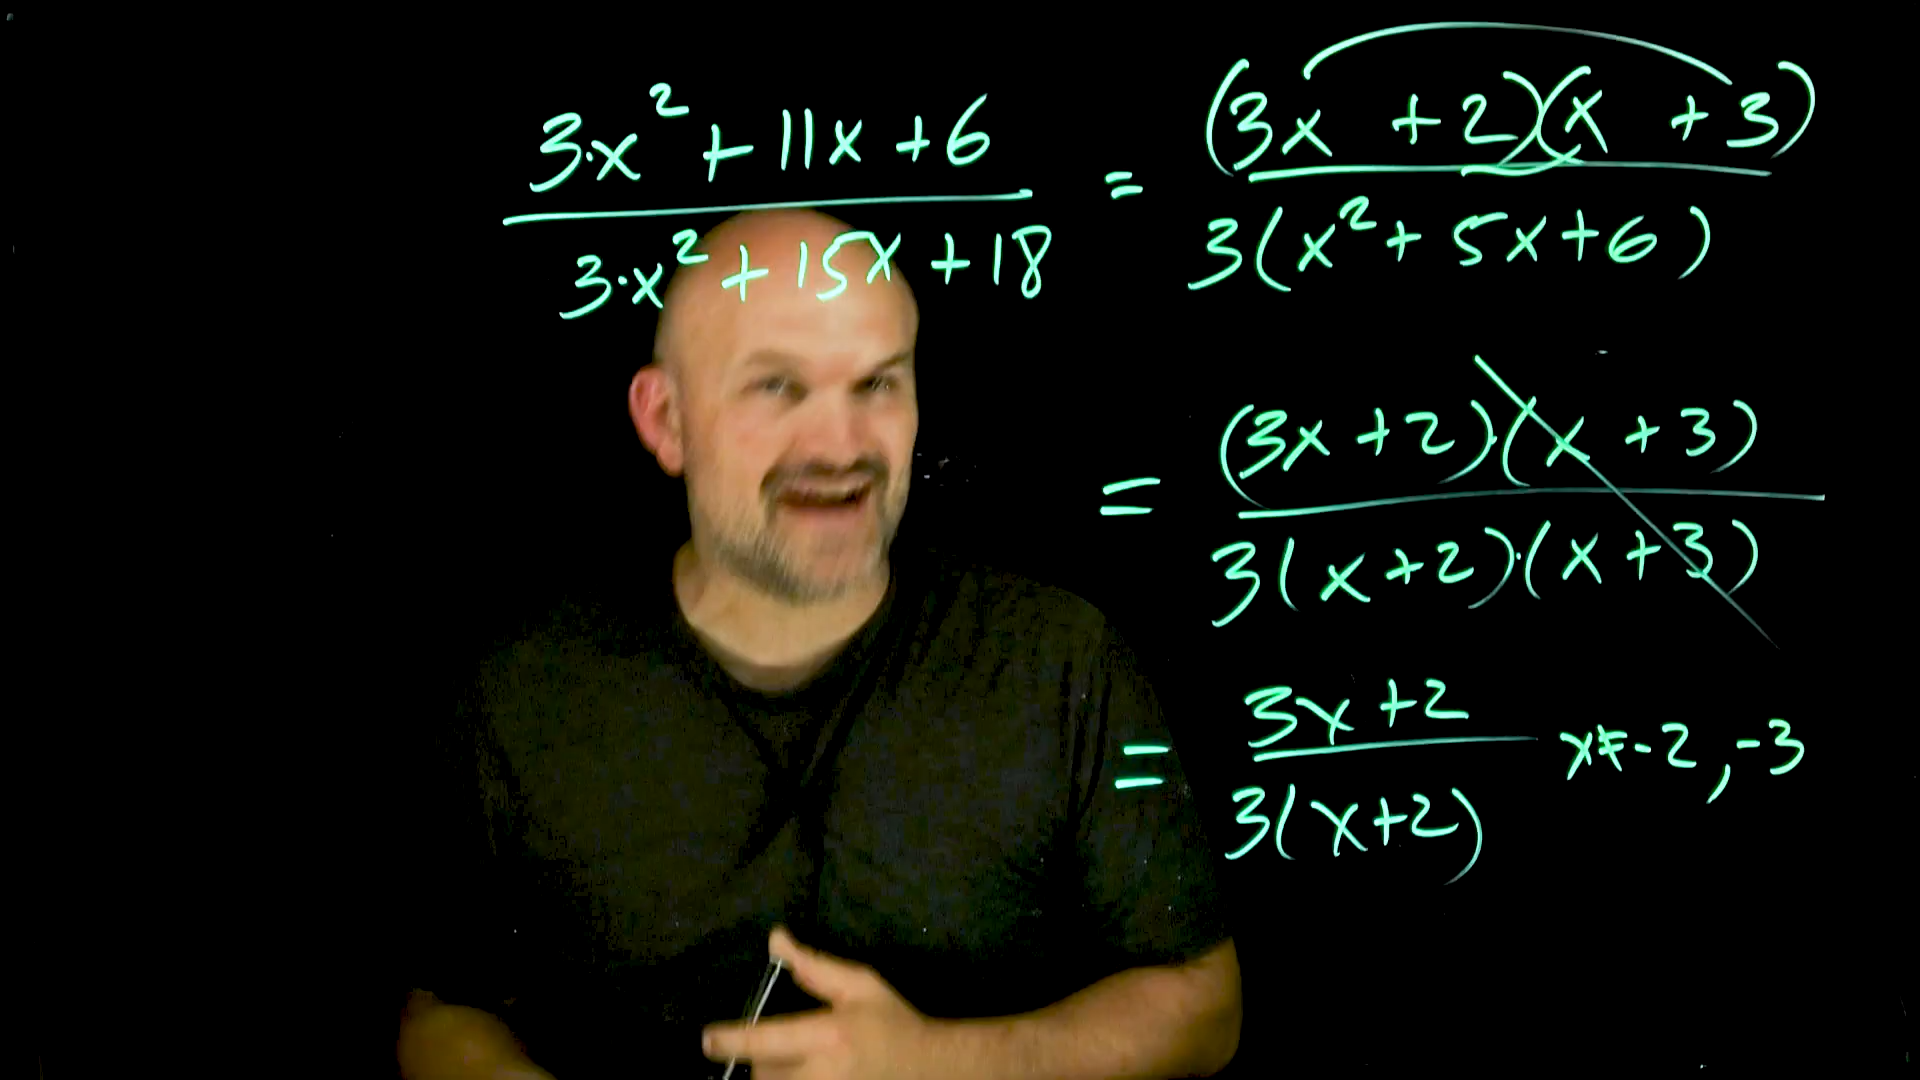 3·x² + 11x + 6
3·x² + 15x + 18
= (3x + 2)(x + 3)
3(x² + 5x + 6)
= (3x + 2)·(x + 3)
3(x + 2)·(x + 3)
= 3x + 2
3(x + 2)
x ≠ -2, -3